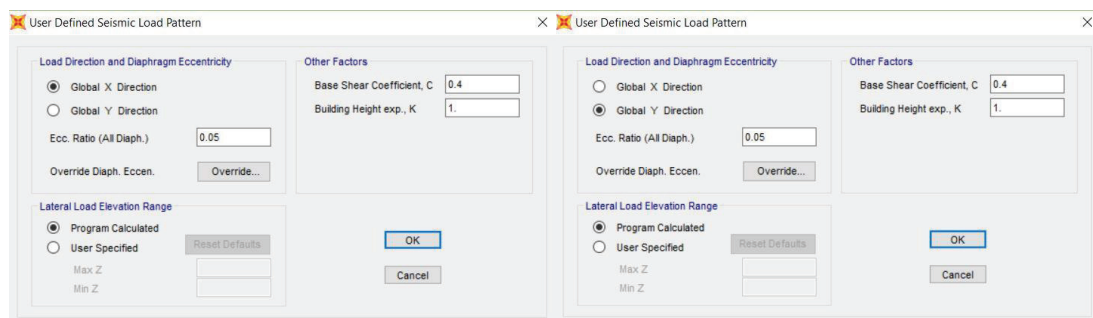 User Defined Seismic Load Pattern
Load Direction and Diaphragm Eccentricity
Global X Direction
Global Y Direction
Ecc. Ratio (All Diaph.) 0.05
Override Diaph. Eccen. Override...
Other Factors
Base Shear Coefficient, C 0.4
Building Height exp., K 1.
Lateral Load Elevation Range
Program Calculated
User Specified Reset Defaults
Max Z
Min Z
OK
Cancel
User Defined Seismic Load Pattern
Load Direction and Diaphragm Eccentricity
Global X Direction
Global Y Direction
Ecc. Ratio (All Diaph.) 0.05
Override Diaph. Eccen. Override...
Other Factors
Base Shear Coefficient, C 0.4
Building Height exp., K 1.
Lateral Load Elevation Range
Program Calculated
User Specified Reset Defaults
Max Z
Min Z
OK
Cancel